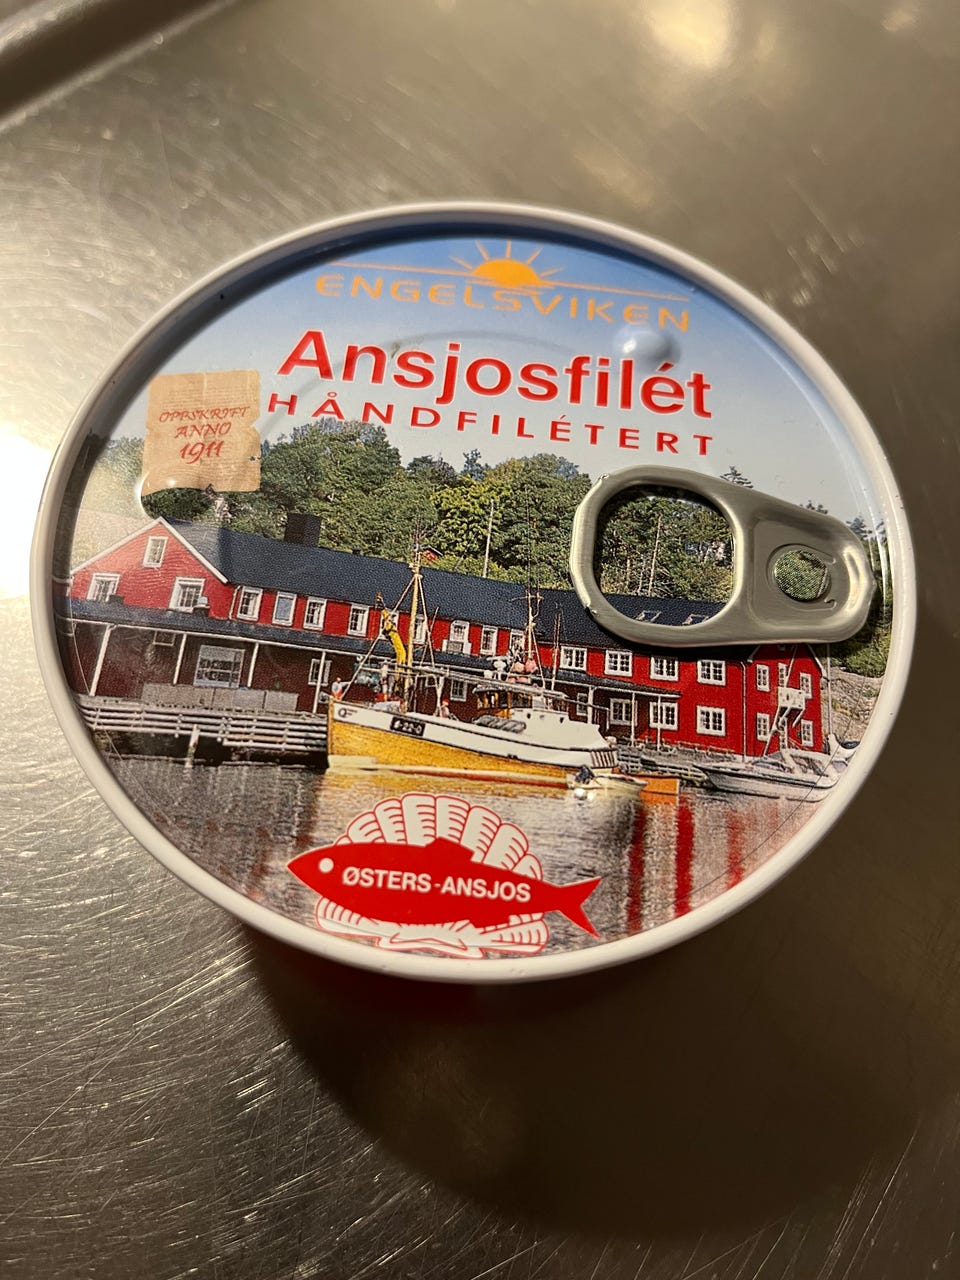 ENGELSVIKEN
Ansjosfilét
HÅNDFILÉTERT
OPPSKRIFT
ANNO
1911
ØSTERS-ANSJOS